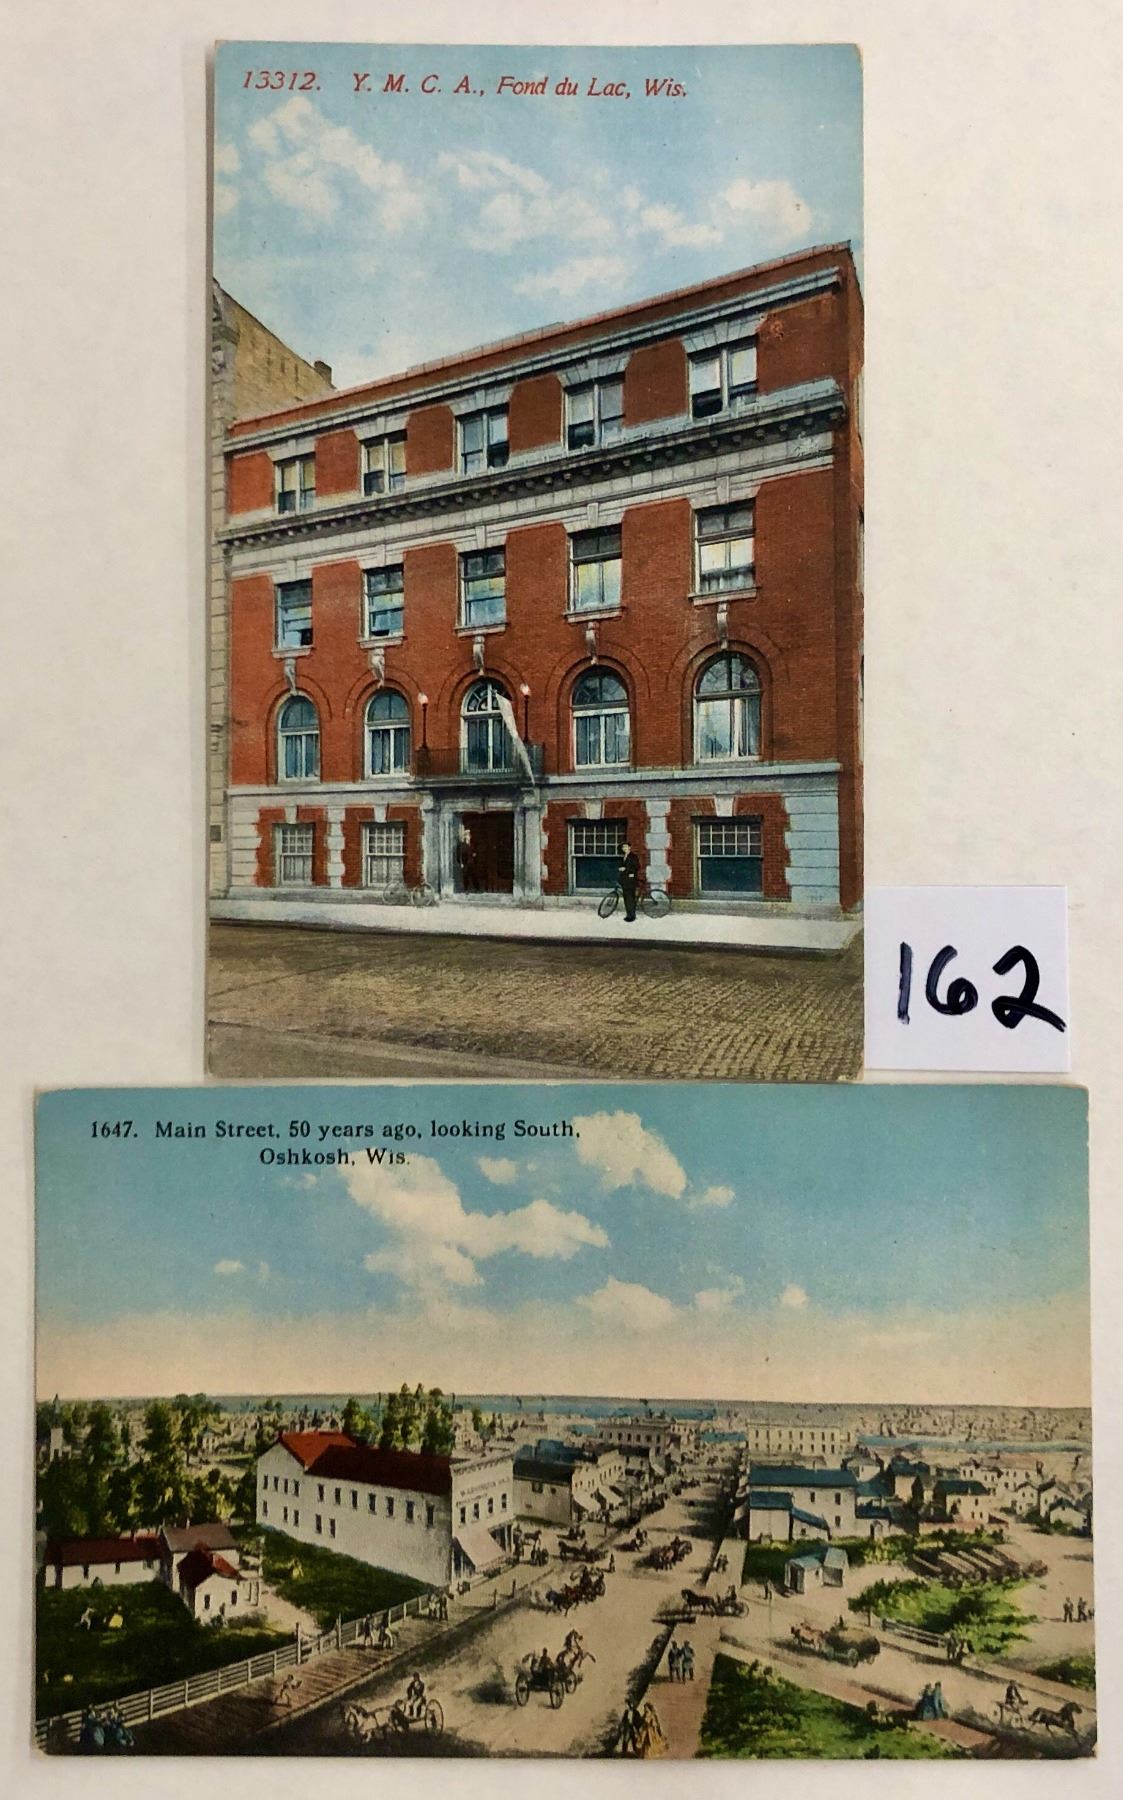 13312. Y. M. C. A., Fond du Lac, Wis.
162
1647. Main Street, 50 years ago, looking South,
Oshkosh, Wis.